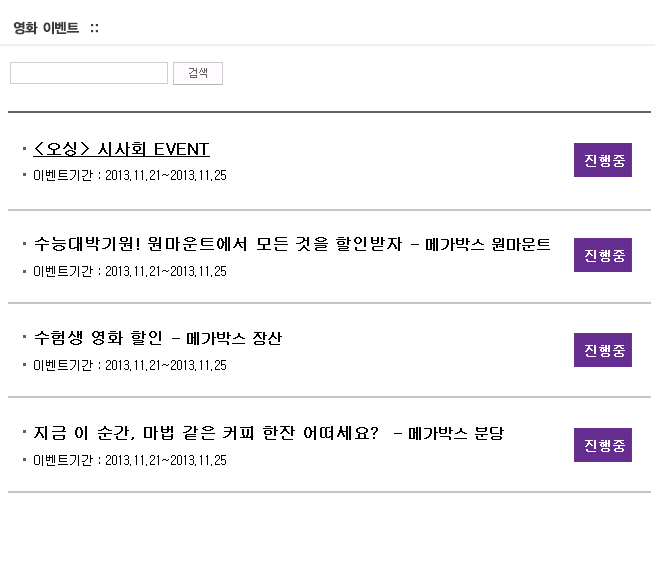 영화 이벤트 ::
검색
<오싱> 시사회 EVENT
이벤트기간 : 2013.11.21~2013.11.25
진행중
수능대박기원! 원마운트에서 모든 것을 할인받자 - 메가박스 원마운트
이벤트기간 : 2013.11.21~2013.11.25
진행중
수험생 영화 할인 - 메가박스 장산
이벤트기간 : 2013.11.21~2013.11.25
진행중
지금 이 순간, 마법 같은 커피 한잔 어떠세요? - 메가박스 분당
이벤트기간 : 2013.11.21~2013.11.25
진행중